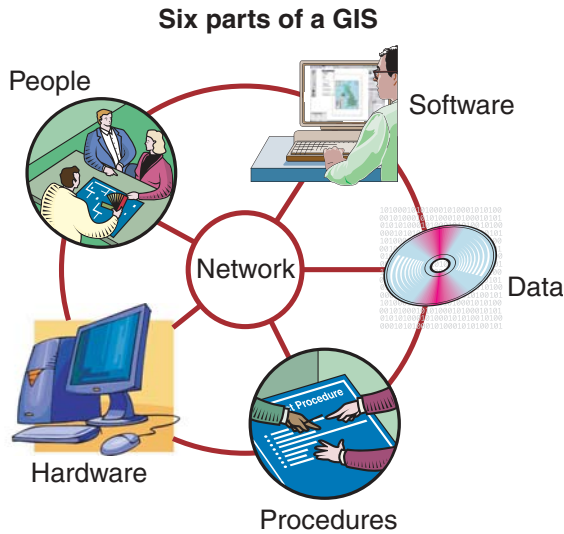 Six parts of a GIS
People
Software
Network
Data
Procedure
Hardware
Procedures